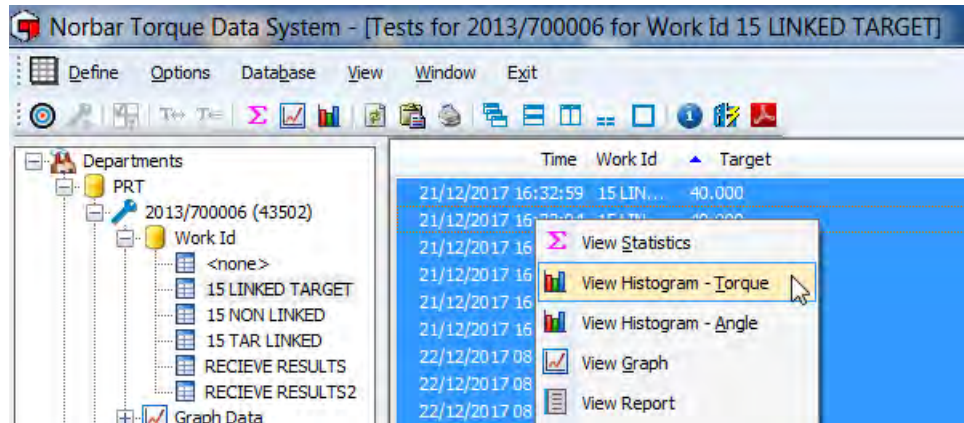 Norbar Torque Data System - [Tests for 2013/700006 for Work Id 15 LINKED TARGET]
Define Options Database View Window Exit
Departments
PRT
2013/700006 (43502)
Work Id
<none>
15 LINKED TARGET
15 NON LINKED
15 TAR LINKED
RECIEVE RESULTS
RECIEVE RESULTS2
Graph Data
Time Work Id Target
21/12/2017 16:32:59 15 LIN... 40.000
21/12/2017
21/12/2017 16
21/12/2017 16
21/12/2017 16
21/12/2017 16
22/12/2017 08
22/12/2017 08
22/12/2017 08
View Statistics
View Histogram - Torque
View Histogram - Angle
View Graph
View Report